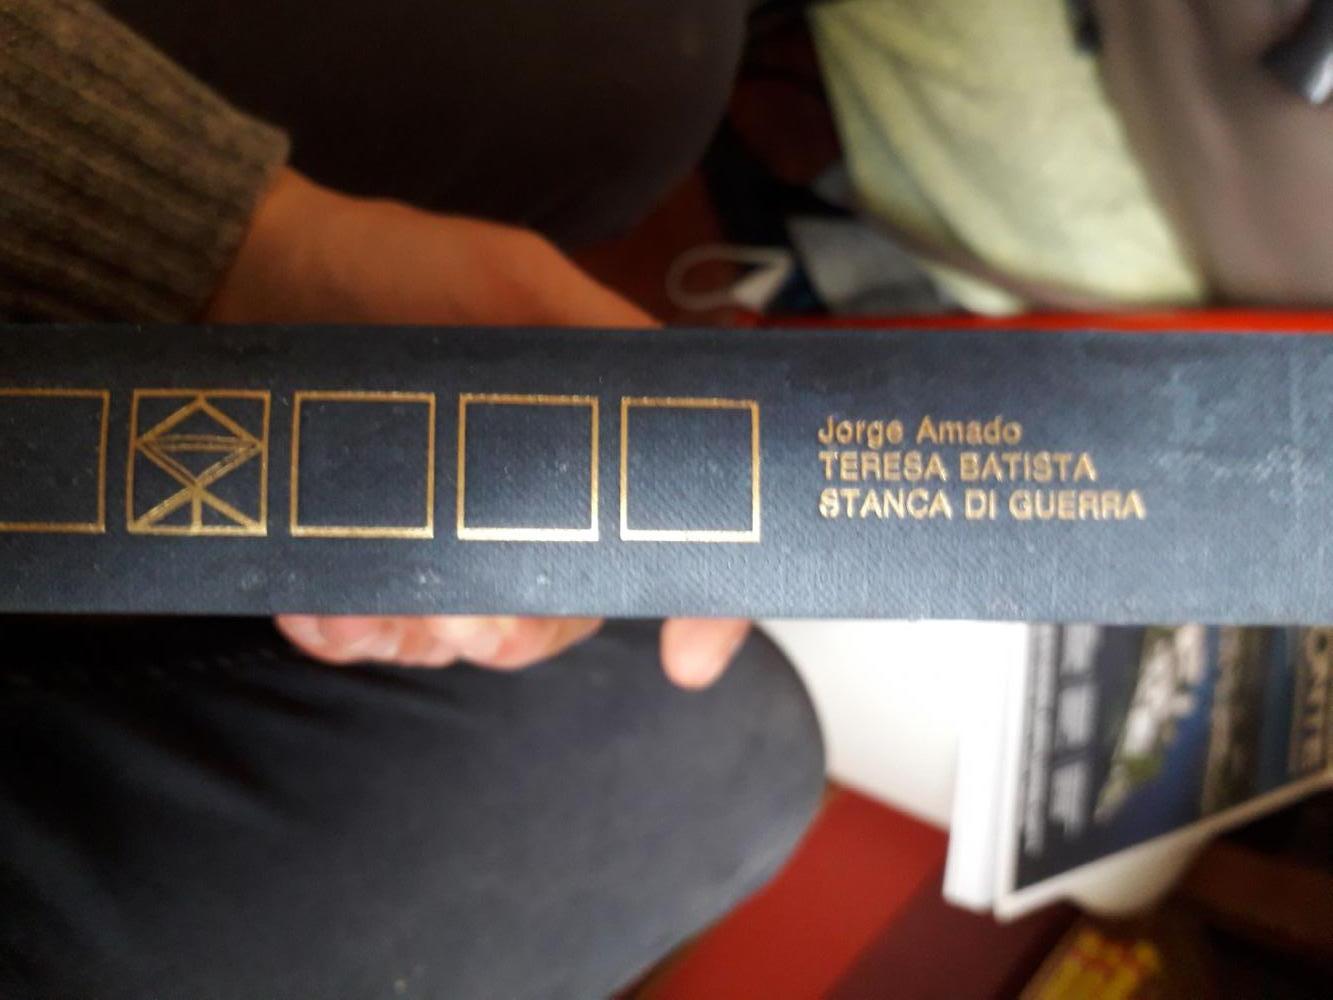 Jorge Amado
TERESA BATISTA
STANCA DI GUERRA